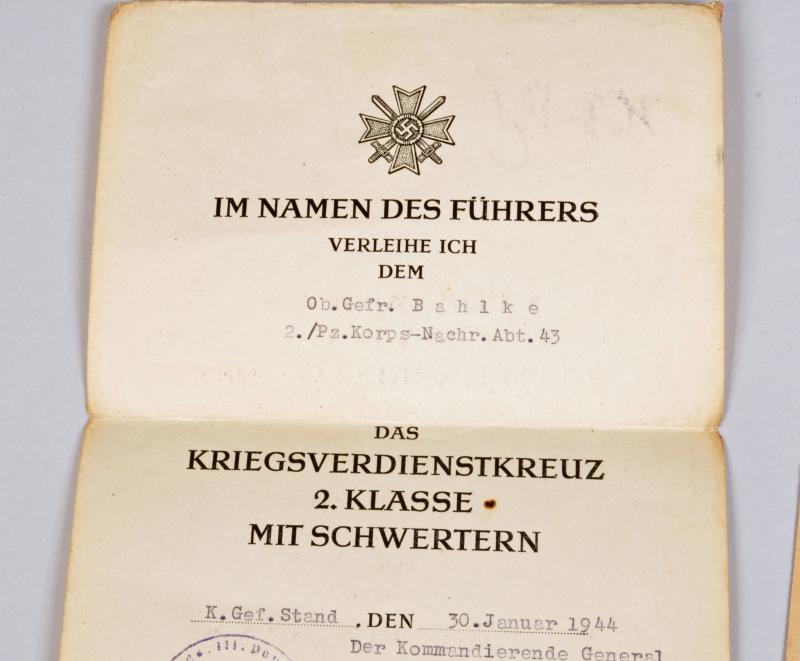 IM NAMEN DES FÜHRERS
VERLEIHE ICH
DEM
Ob.Gefr. B a h l k e
2./Pz.Korps-Nachr.Abt.43
DAS
KRIEGSVERDIENSTKREUZ
2. KLASSE
MIT SCHWERTERN
K.Gef.Stand , DEN 30.Januar 1944
Der Kommandierende General